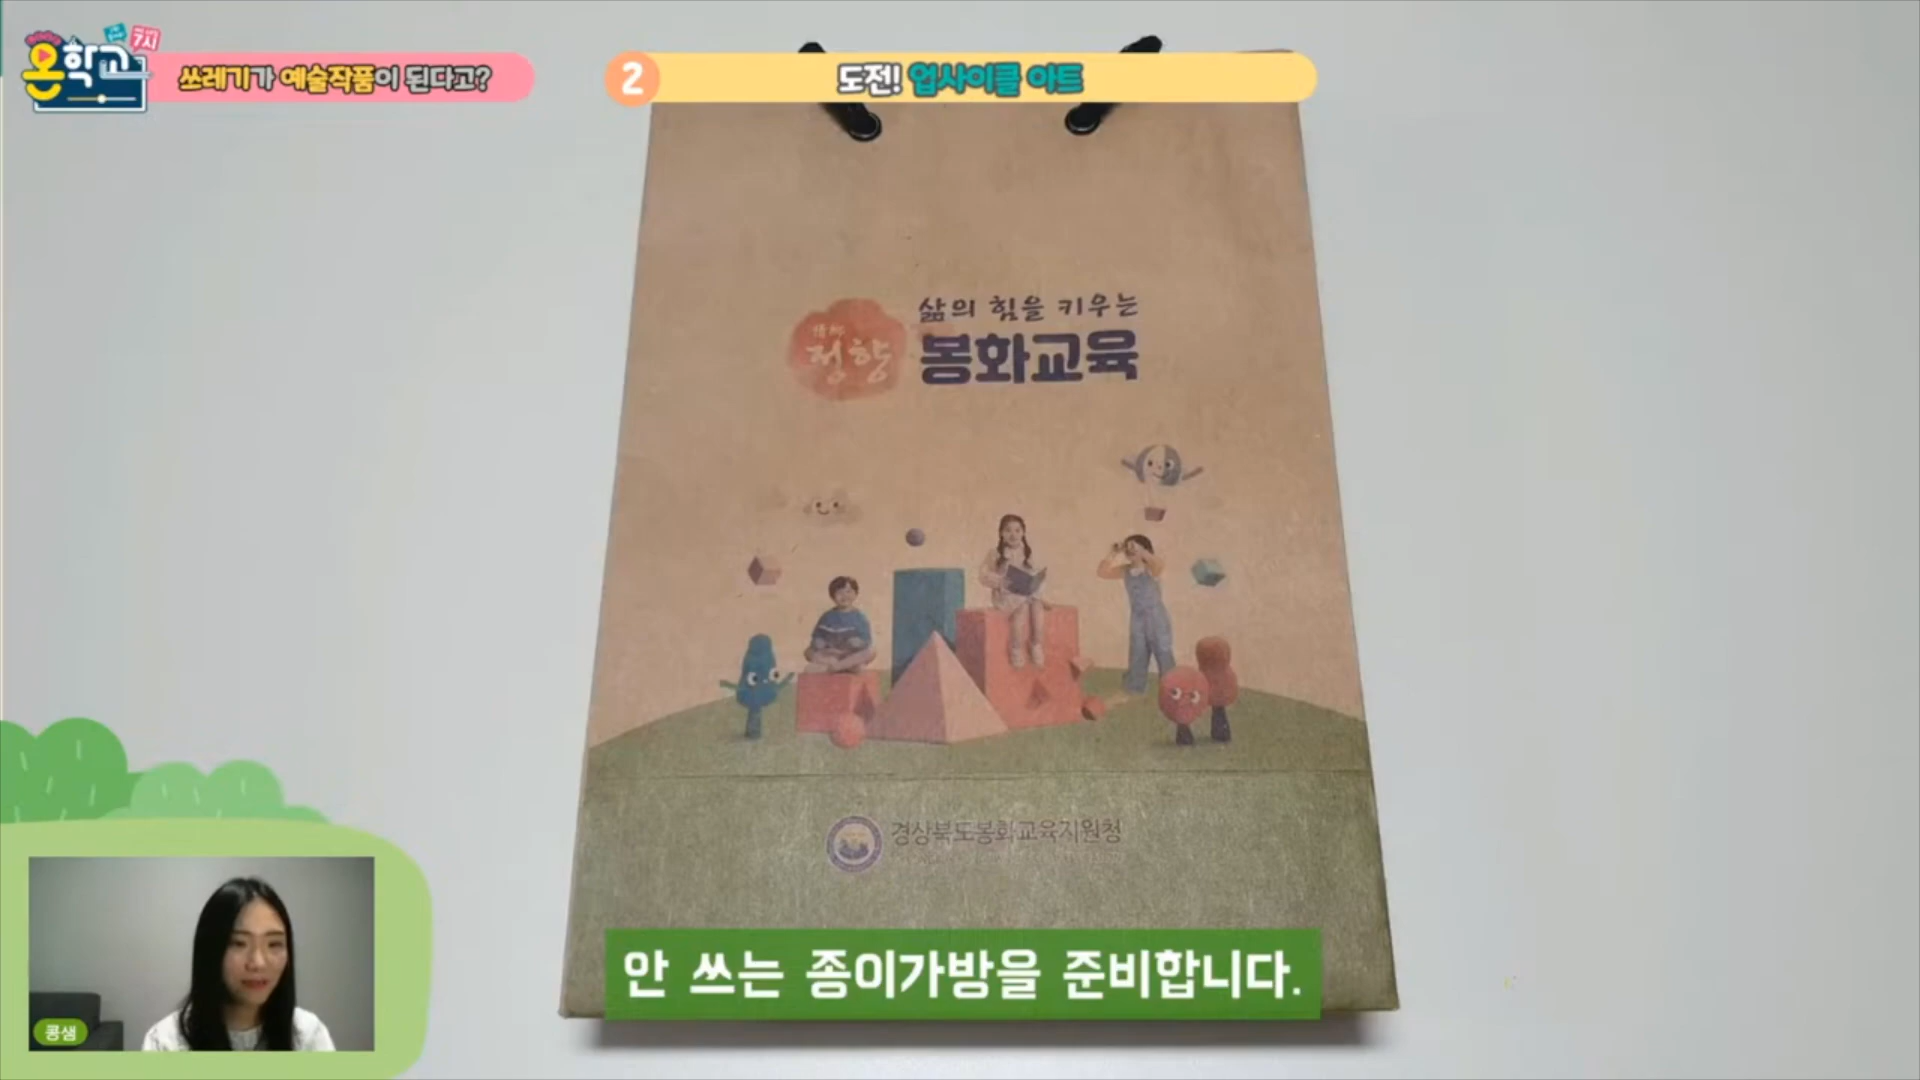 온학교
7시
쓰레기가 예술작품이 된다고?
2
도전! 업사이클 아트
삶의 힘을 키우는
청향
봉화교육
경상북도봉화교육지원청
안 쓰는 종이가방을 준비합니다.
콩샘